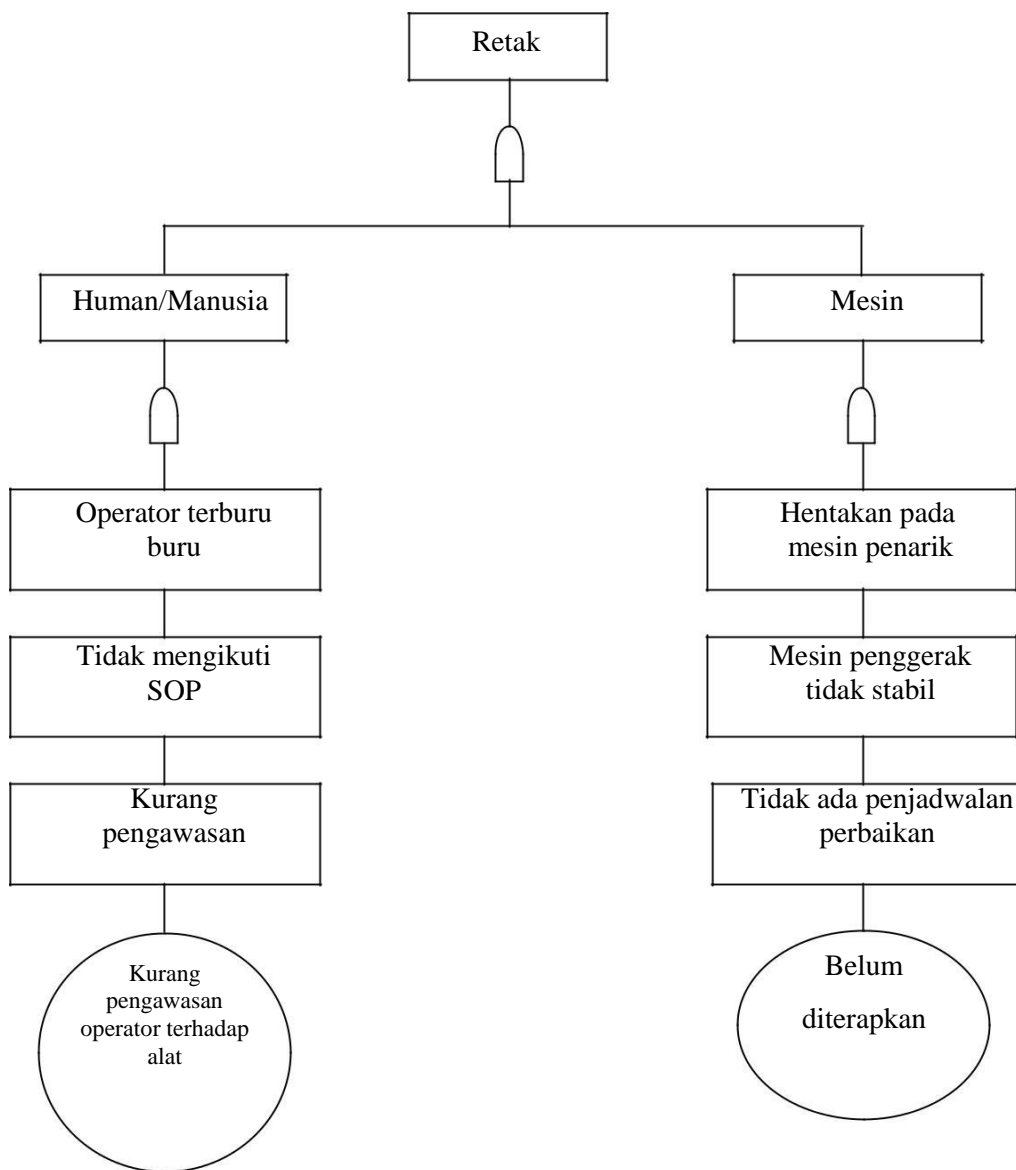 Retak
Human/Manusia
Mesin
Operator terburu
buru
Hentakan pada
mesin penarik
Tidak mengikuti
SOP
Mesin penggerak
tidak stabil
Kurang
pengawasan
Tidak ada penjadwalan
perbaikan
Kurang
pengawasan
operator terhadap
alat
Belum
diterapkan